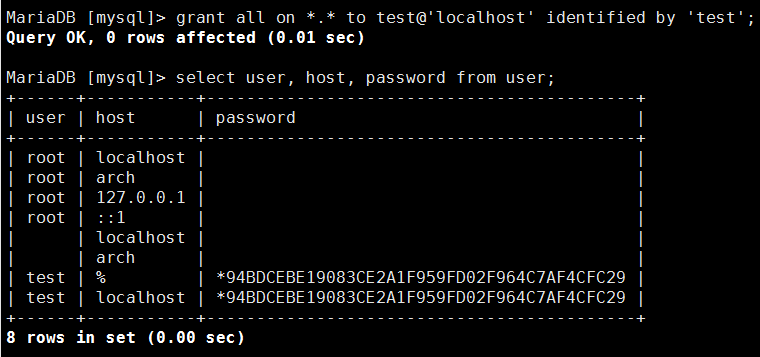 MariaDB [mysql]> grant all on *.* to test@'localhost' identified by 'test';
Query OK, 0 rows affected (0.01 sec)

MariaDB [mysql]> select user, host, password from user;
+------+-----------+-------------------------------------------+
| user | host      | password                                  |
+------+-----------+-------------------------------------------+
| root | localhost |                                           |
| root | arch      |                                           |
| root | 127.0.0.1 |                                           |
| root | ::1       |                                           |
|      | localhost |                                           |
|      | arch      |                                           |
| test | %         | *94BDCEBE19083CE2A1F959FD02F964C7AF4CFC29 |
| test | localhost | *94BDCEBE19083CE2A1F959FD02F964C7AF4CFC29 |
+------+-----------+-------------------------------------------+
8 rows in set (0.00 sec)